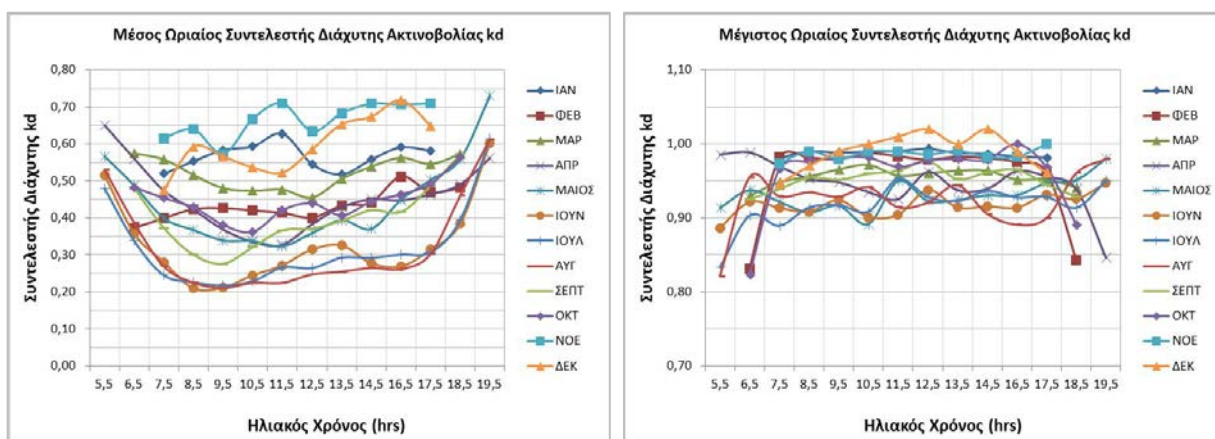 Μέσος Ωριαίος Συντελεστής Διάχυτης Ακτινοβολίας kd
Συντελεστής Διάχυτης kd
0,80
0,70
0,60
0,50
0,40
0,30
0,20
0,10
0,00
5,5 6,5 7,5 8,5 9,5 10,5 11,5 12,5 13,5 14,5 16,5 17,5 18,5 19,5
Ηλιακός Χρόνος (hrs)
ΙΑΝ
ΦΕΒ
ΜΑΡ
ΑΠΡ
ΜΑΙΟΣ
ΙΟΥΝ
ΙΟΥΛ
ΑΥΓ
ΣΕΠΤ
ΟΚΤ
ΝΟΕ
ΔΕΚ
Μέγιστος Ωριαίος Συντελεστής Διάχυτης Ακτινοβολίας kd
Συντελεστής Διάχυτης kd
1,10
1,00
0,90
0,80
0,70
5,5 6,5 7,5 8,5 9,5 10,5 11,5 12,5 13,5 14,5 16,5 17,5 18,5 19,5
Ηλιακός Χρόνος (hrs)
ΙΑΝ
ΦΕΒ
ΜΑΡ
ΑΠΡ
ΜΑΙΟΣ
ΙΟΥΝ
ΙΟΥΛ
ΑΥΓ
ΣΕΠΤ
ΟΚΤ
ΝΟΕ
ΔΕΚ